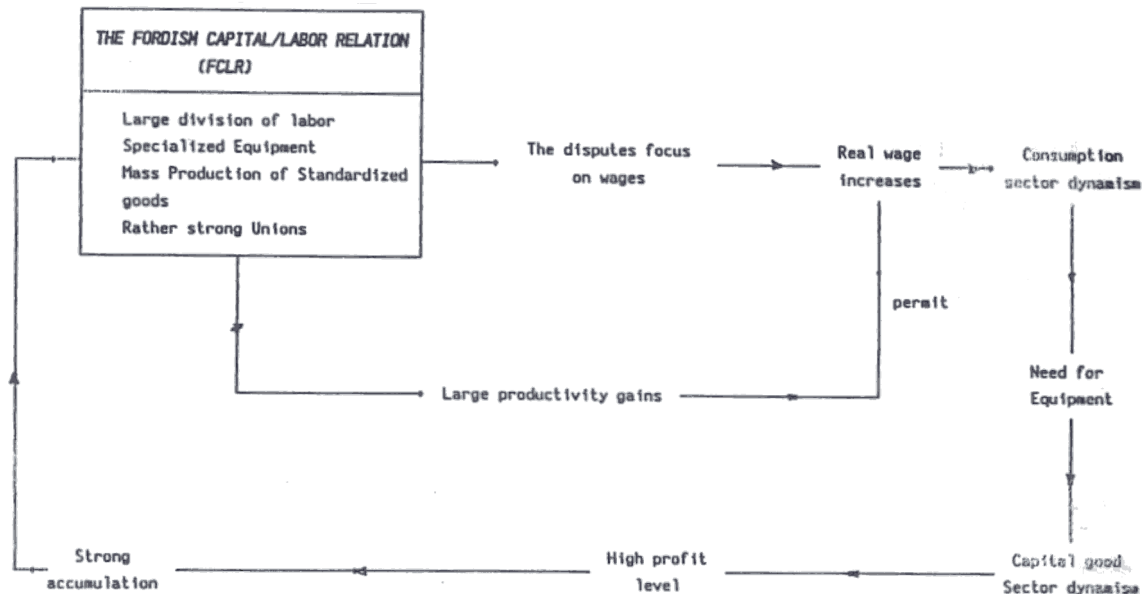 THE FORDISM CAPITAL/LABOR RELATION
(FCLR)
Large division of labor
Specialized Equipment
Mass Production of Standardized
goods
Rather strong Unions
The disputes focus
on wages
Real wage
increases
Consumption
sector dynamism
permit
Large productivity gains
Need for
Equipment
Strong
accumulation
High profit
level
Capital good
Sector dynamism